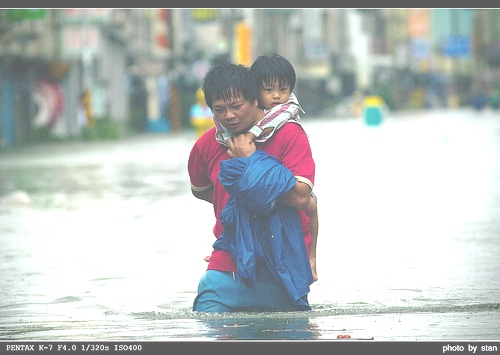 PENTAX K-7 F4.0 1/320s ISO400
photo by stan